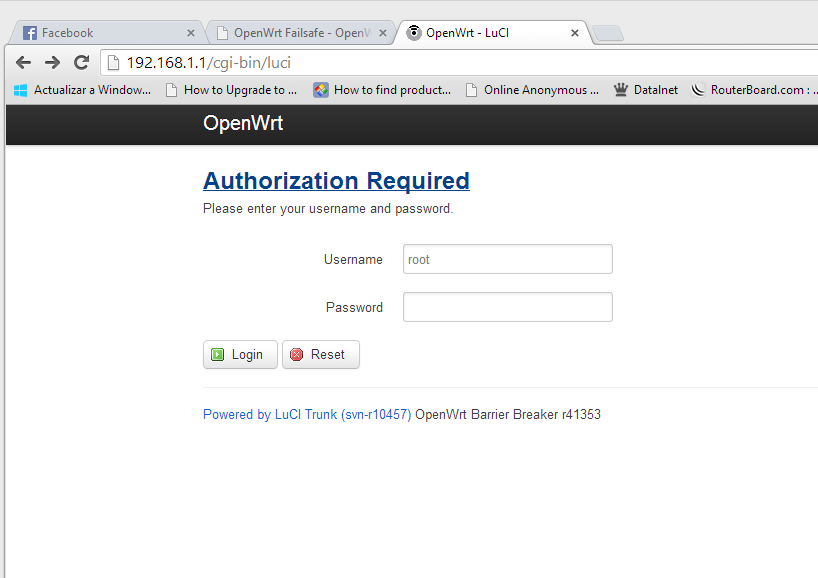 Facebook
OpenWrt Failsafe - OpenW
OpenWrt - LuCI
192.168.1.1/cgi-bin/luci
Actualizar a Window... How to Upgrade to ... How to find product... Online Anonymous ... Datalnet RouterBoard.com : ..
OpenWrt
Authorization Required
Please enter your username and password.
Username root
Password
Login Reset
Powered by LuCI Trunk (svn-r10457) OpenWrt Barrier Breaker r41353